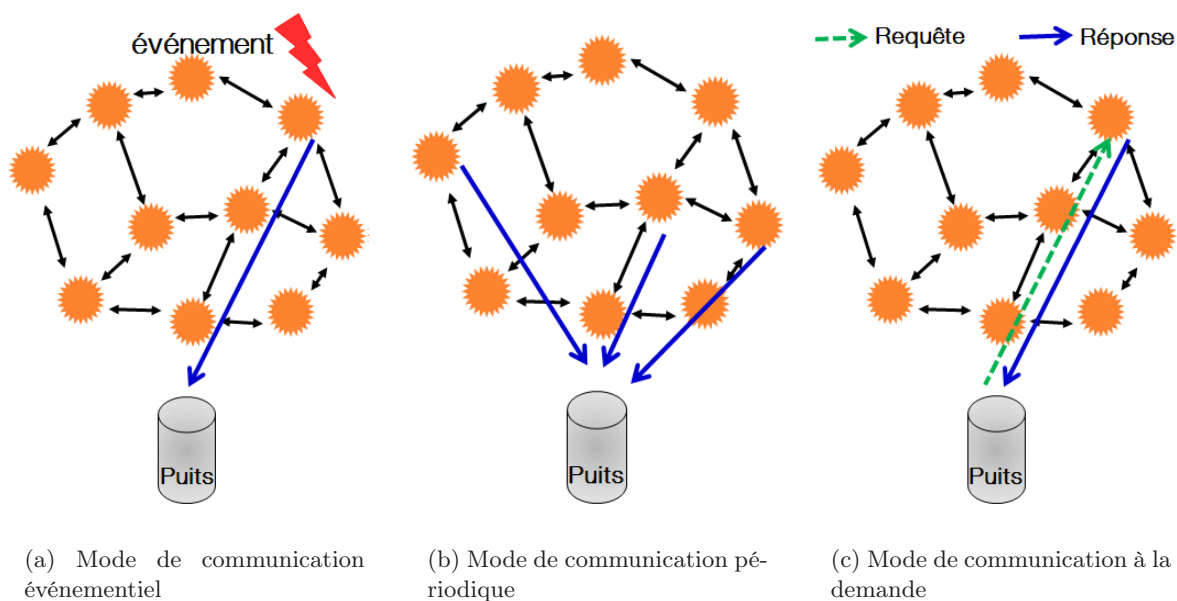 événement
Requête
Réponse
Puits
Puits
Puits
(a) Mode de communication
événementiel
(b) Mode de communication pé-
riodique
(c) Mode de communication à la
demande